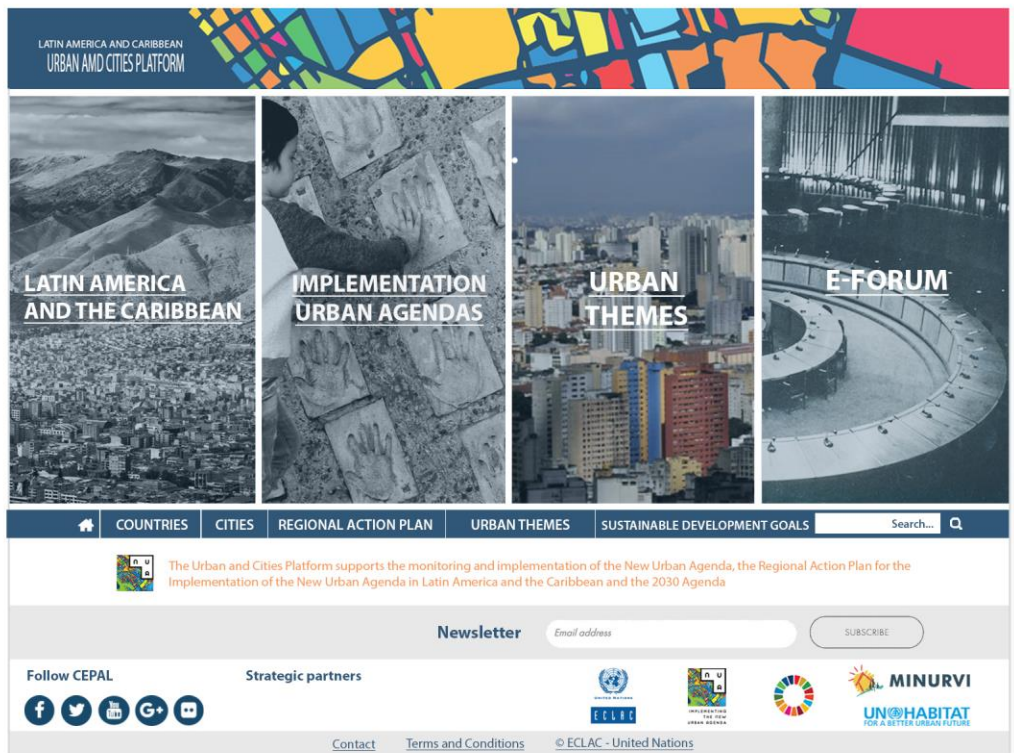 LATIN AMERICA AND CARIBBEAN
URBAN AMD CITIES PLATFORM
LATIN AMERICA
AND THE CARIBBEAN
IMPLEMENTATION
URBAN AGENDAS
URBAN
THEMES
E-FORUM
COUNTRIES
CITIES
REGIONAL ACTION PLAN
URBAN THEMES
SUSTAINABLE DEVELOPMENT GOALS
Search...
N U
A
The Urban and Cities Platform supports the monitoring and implementation of the New Urban Agenda, the Regional Action Plan for the
Implementation of the New Urban Agenda in Latin America and the Caribbean and the 2030 Agenda
Newsletter
Email address
SUBSCRIBE
Follow CEPAL
Strategic partners
f
You
Tube
G+
UNITED NATIONS
ECLAC
N U
A
IMPLEMENTING
THE NEW
URBAN AGENDA
MINURVI
UN HABITAT
FOR A BETTER URBAN FUTURE
Contact
Terms and Conditions
© ECLAC - United Nations